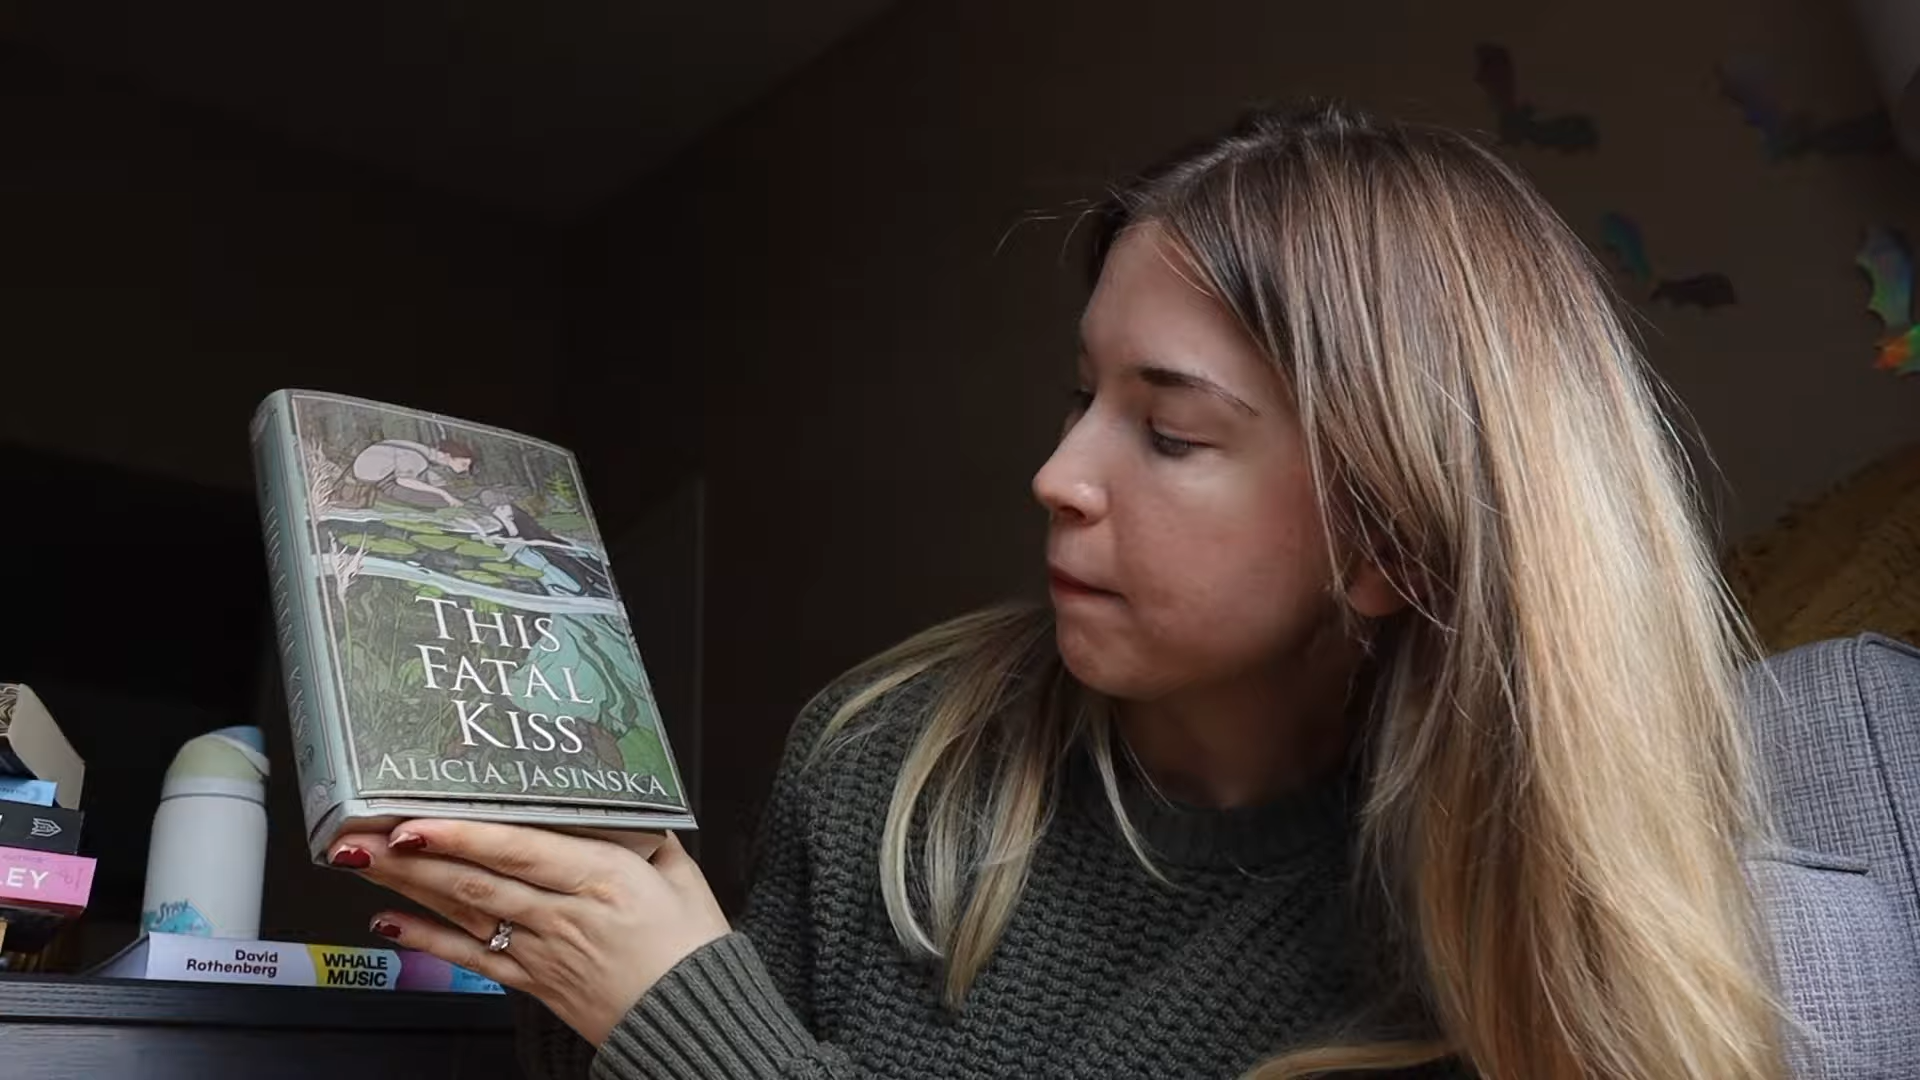 THIS
FATAL
KISS
ALICIA JASINSKA
LEY
David
Rothenberg
WHALE
MUSIC